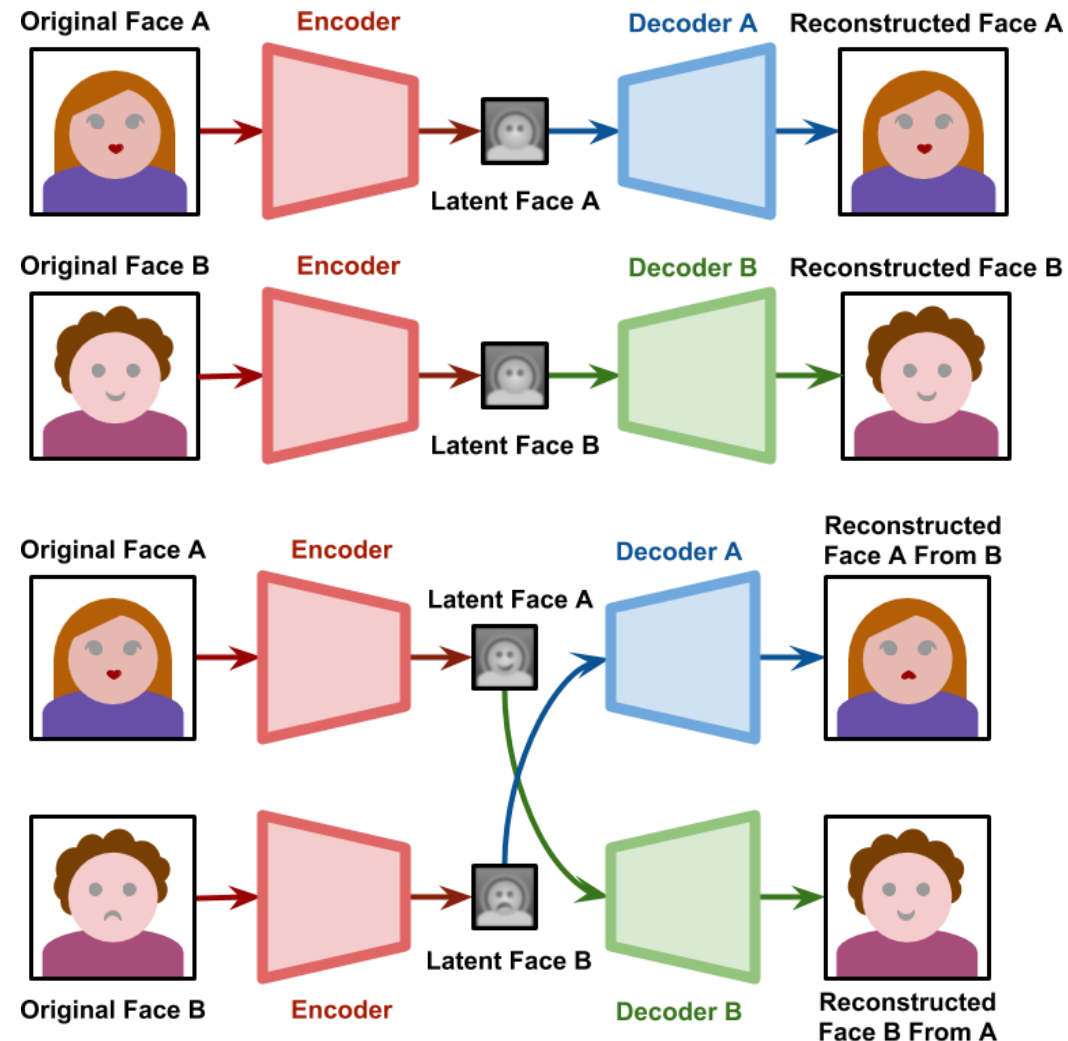 Original Face A
Encoder
Decoder A
Reconstructed Face A
Latent Face A
Original Face B
Encoder
Decoder B
Reconstructed Face B
Latent Face B
Original Face A
Encoder
Latent Face A
Decoder A
Reconstructed
Face A From B
Original Face B
Encoder
Latent Face B
Decoder B
Reconstructed
Face B From A